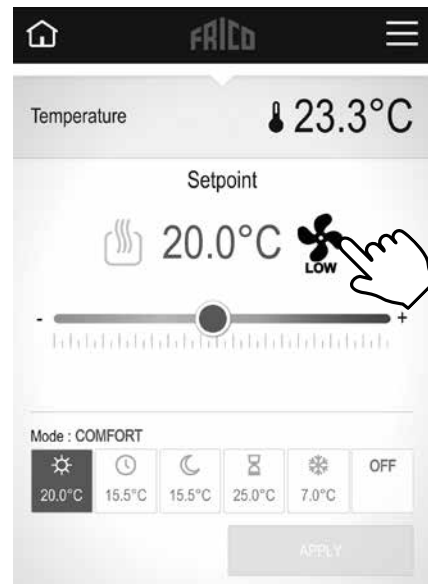 FRICO
Temperature 23.3°C
Setpoint
20.0°C
LOW
- +
Mode : COMFORT
20.0°C 15.5°C 15.5°C 25.0°C 7.0°C OFF
APPLY